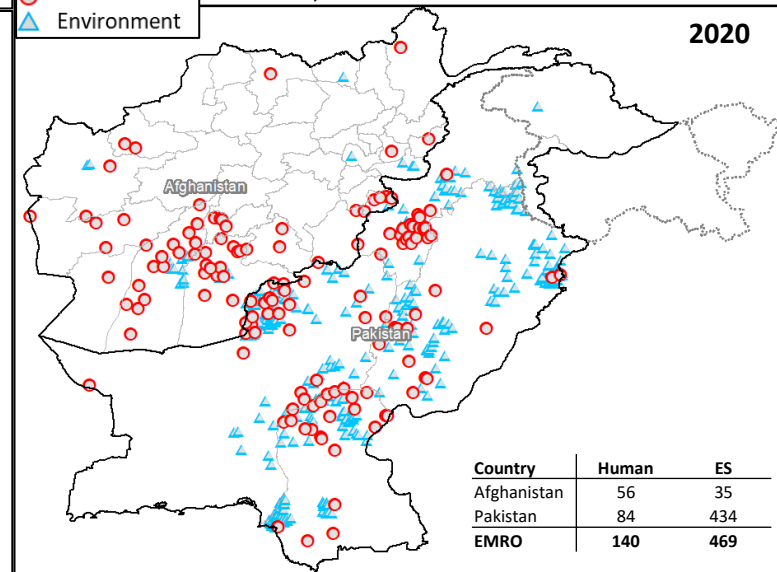 Environment
2020
Afghanistan
Pakistan
Country Human ES
Afghanistan 56 35
Pakistan 84 434
EMRO 140 469